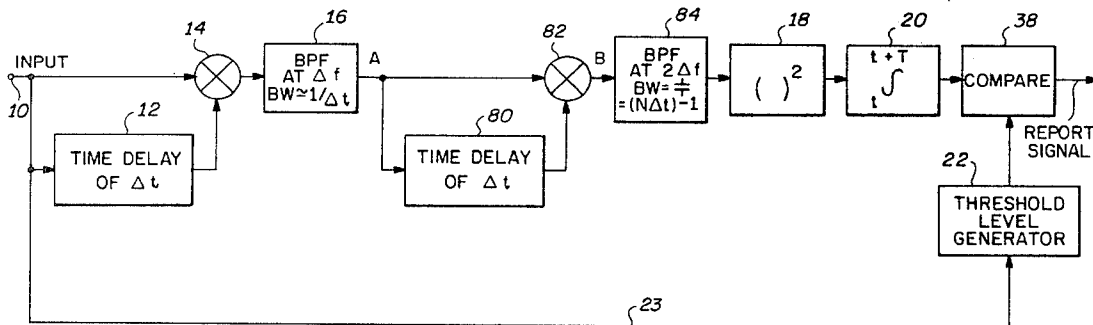 INPUT
10
14
16
BPF
AT Δf
BW≃1/Δt
A
12
TIME DELAY
OF Δt
80
TIME DELAY
OF Δt
82
B
84
BPF
AT 2Δf
BW=
=(NΔt)-1
18
( )²
20
t + T
∫
t
38
COMPARE
REPORT
SIGNAL
22
THRESHOLD
LEVEL
GENERATOR
23